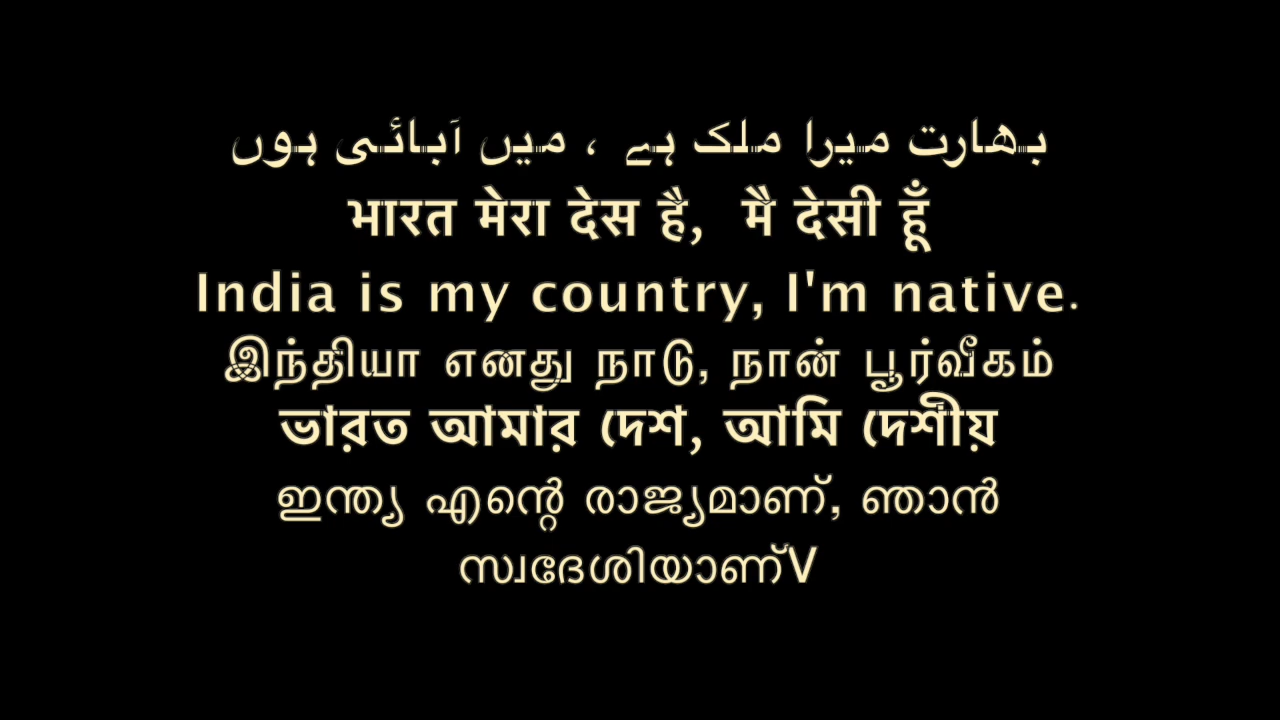 بھارت میرا ملک ہے ، میں آبائی ہوں
भारत मेरा देस है, मै देसी हूँ
India is my country, I'm native.
இந்தியா எனது நாடு, நான் பூர்வீகம்
ভারত আমার দেশ, আমি দেশীয়
ഇന്ത്യ എന്റെ രാജ്യമാണ്, ഞാൻ
സ്വദേശിയാണ്V